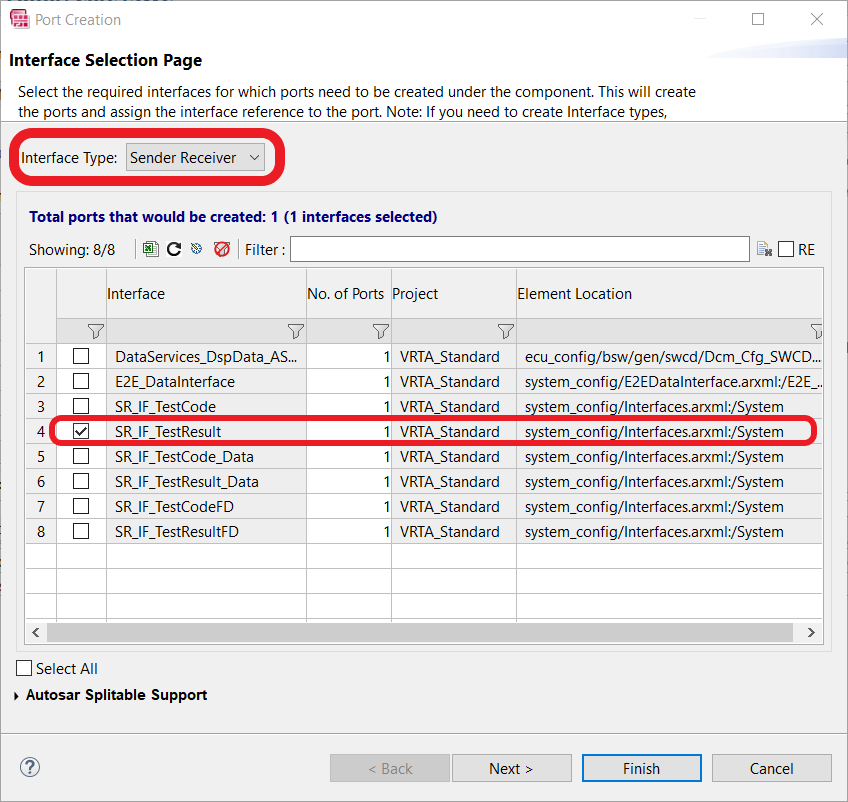 Port Creation
Interface Selection Page
Select the required interfaces for which ports need to be created under the component. This will create
the ports and assign the interface reference to the port. Note: If you need to create Interface types,
Interface Type: Sender Receiver
Total ports that would be created: 1 (1 interfaces selected)
Showing: 8/8 Filter : RE
Interface No. of Ports Project Element Location
1 DataServices_DspData_AS... 1 VRTA_Standard ecu_config/bsw/gen/swcd/Dcm_Cfg_SWCD...
2 E2E_DataInterface 1 VRTA_Standard system_config/E2EDataInterface.arxml:/E2E_...
3 SR_IF_TestCode 1 VRTA_Standard system_config/Interfaces.arxml:/System
4 SR_IF_TestResult 1 VRTA_Standard system_config/Interfaces.arxml:/System
5 SR_IF_TestCode_Data 1 VRTA_Standard system_config/Interfaces.arxml:/System
6 SR_IF_TestResult_Data 1 VRTA_Standard system_config/Interfaces.arxml:/System
7 SR_IF_TestCodeFD 1 VRTA_Standard system_config/Interfaces.arxml:/System
8 SR_IF_TestResultFD 1 VRTA_Standard system_config/Interfaces.arxml:/System
Select All
Autosar Splitable Support
? < Back Next > Finish Cancel